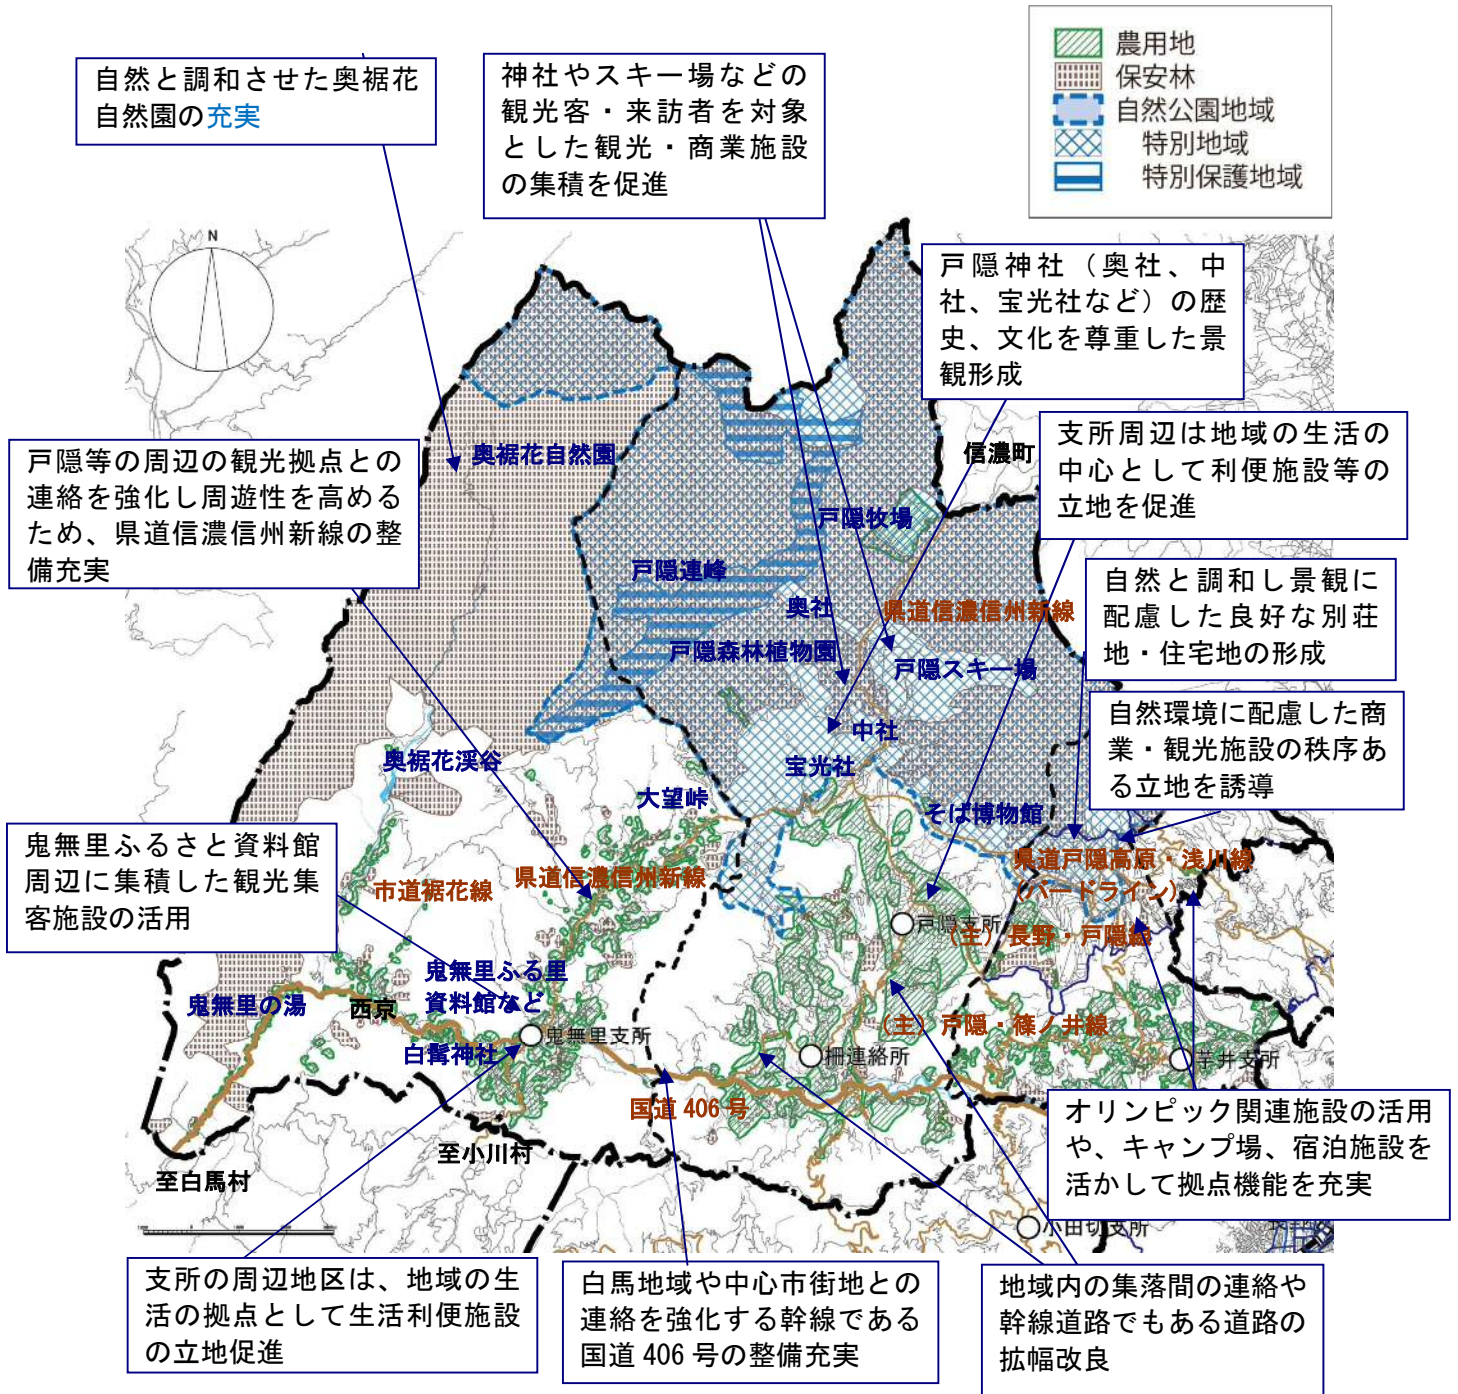 農用地
保安林
自然公園地域
特別地域
特別保護地域
自然と調和させた奥裾花
自然園の充実
神社やスキー場などの
観光客・来訪者を対象
とした観光・商業施設
の集積を促進
N
戸隠神社（奥社、中
社、宝光社など）の歴
史、文化を尊重した景
観形成
支所周辺は地域の生活の
中心として利便施設等の
立地を促進
戸隠等の周辺の観光拠点との
連絡を強化し周遊性を高める
ため、県道信濃信州新線の整
備充実
奥裾花自然園
信濃町
戸隠牧場
自然と調和し景観に
配慮した良好な別荘
地・住宅地の形成
戸隠連峰
奥社
県道信濃信州新線
戸隠森林植物園
戸隠スキー場
自然環境に配慮した商
業・観光施設の秩序あ
る立地を誘導
中社
奥裾花渓谷
宝光社
大望峠
そば博物館
鬼無里ふるさと資料館
周辺に集積した観光集
客施設の活用
県道戸隠高原・浅川線
（バードライン）
市道裾花線
県道信濃信州新線
戸隠支所
（主）長野・戸隠線
鬼無里ふる里
資料館など
鬼無里の湯
西京
（主）戸隠・篠ノ井線
鬼無里支所
白髯神社
柵連絡所
芋井支所
国道 406 号
オリンピック関連施設の活用
や、キャンプ場、宿泊施設を
活かして拠点機能を充実
至小川村
至白馬村
小田切支所
支所の周辺地区は、地域の生
活の拠点として生活利便施設
の立地促進
白馬地域や中心市街地との
連絡を強化する幹線である
国道 406 号の整備充実
地域内の集落間の連絡や
幹線道路でもある道路の
拡幅改良